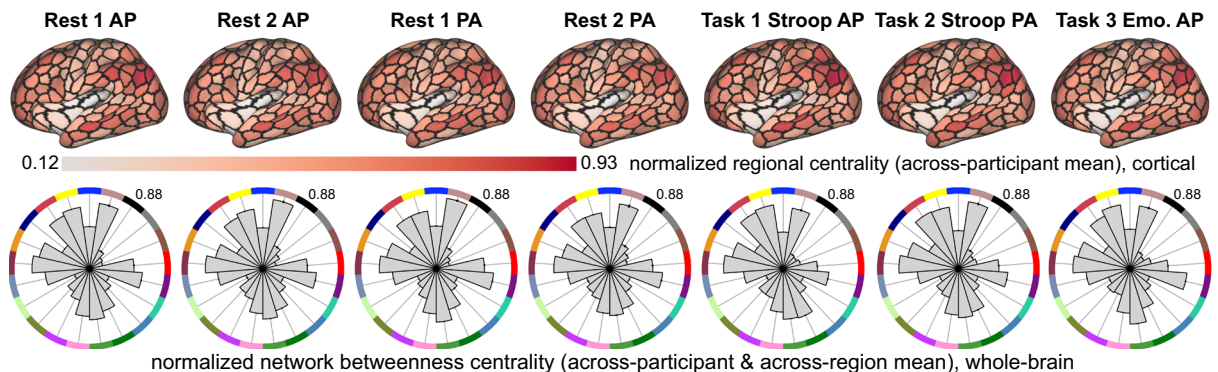 Rest 1 AP Rest 2 AP Rest 1 PA Rest 2 PA Task 1 Stroop AP Task 2 Stroop PA Task 3 Emo. AP
0.12 0.93 normalized regional centrality (across-participant mean), cortical
0.88 0.88 0.88 0.88 0.88 0.88 0.88
normalized network betweenness centrality (across-participant & across-region mean), whole-brain